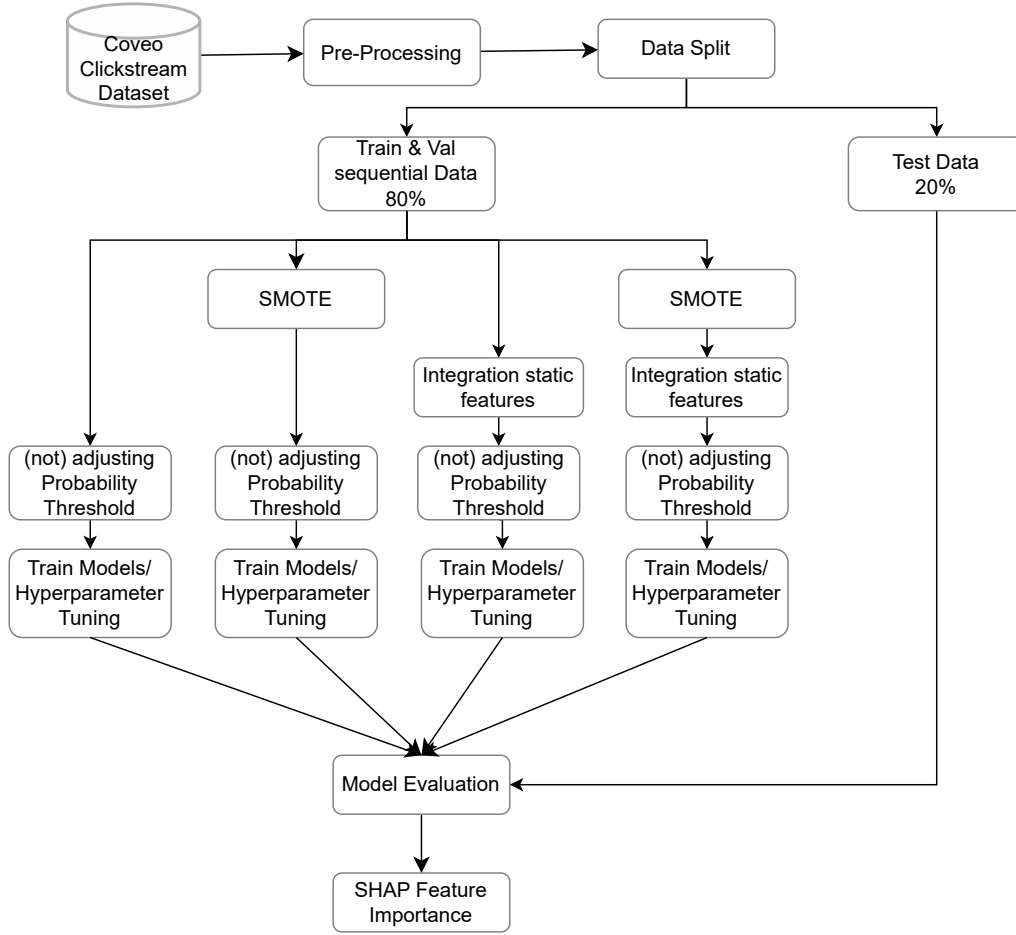 Coveo
Clickstream
Dataset
Pre-Processing
Data Split
Train & Val
sequential Data
80%
Test Data
20%
SMOTE
SMOTE
Integration static
features
Integration static
features
(not) adjusting
Probability
Threshold
(not) adjusting
Probability
Threshold
(not) adjusting
Probability
Threshold
(not) adjusting
Probability
Threshold
Train Models/
Hyperparameter
Tuning
Train Models/
Hyperparameter
Tuning
Train Models/
Hyperparameter
Tuning
Train Models/
Hyperparameter
Tuning
Model Evaluation
SHAP Feature
Importance